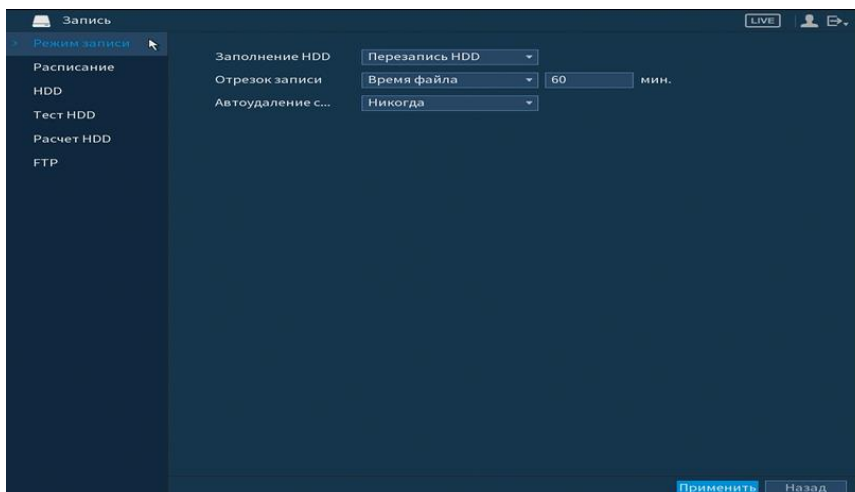 Запись
LIVE
Режим записи
Расписание
HDD
Тест HDD
Расчет HDD
FTP
Заполнение HDD Перезапись HDD
Отрезок записи Время файла 60 мин.
Автоудаление с... Никогда
Применить Назад